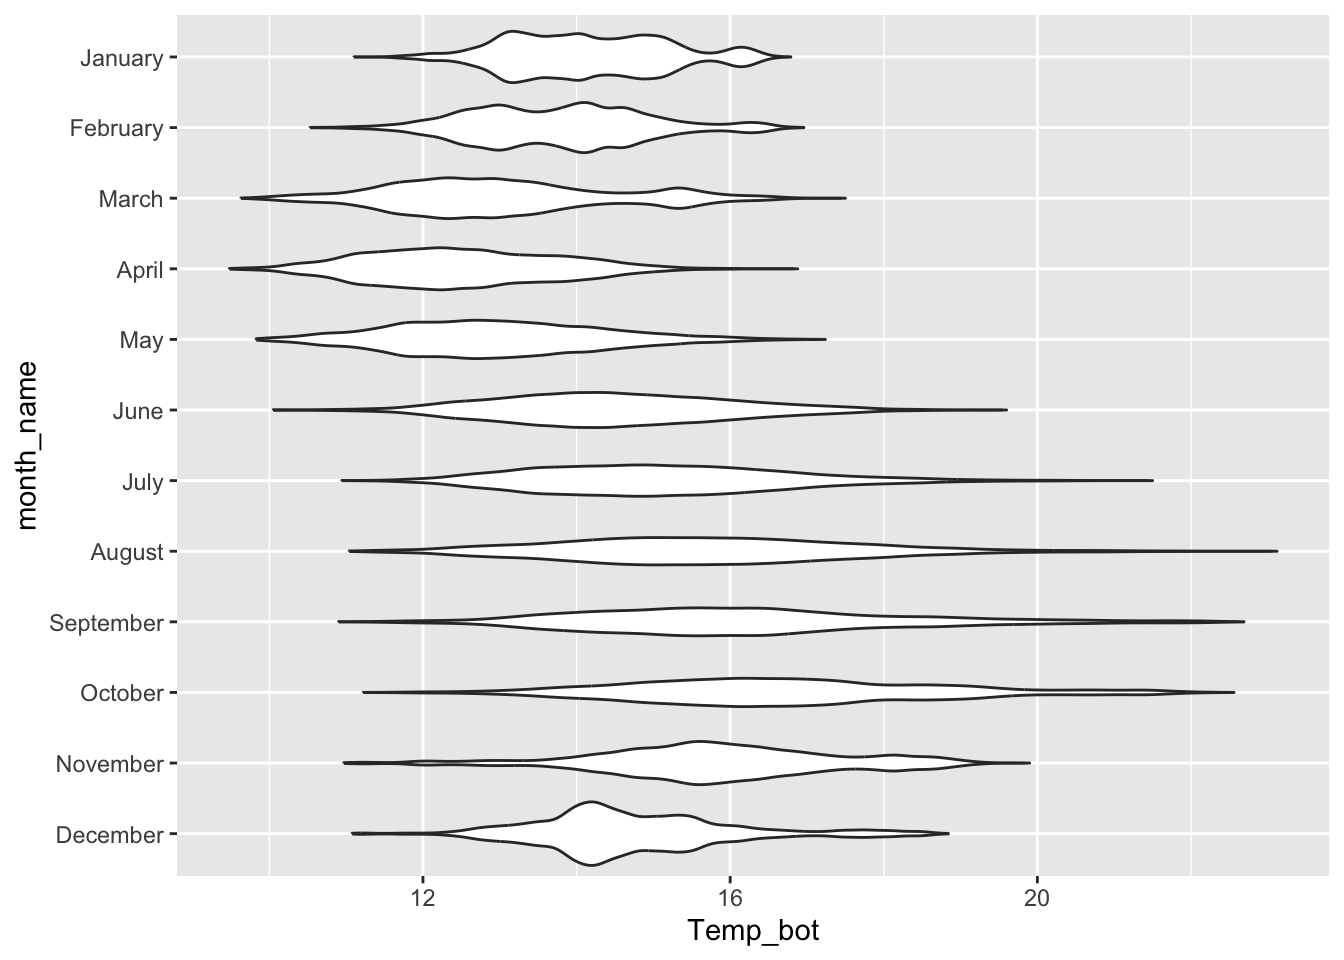 January
February
March
April
May
June
July
August
September
October
November
December
month_name
12 16 20
Temp_bot